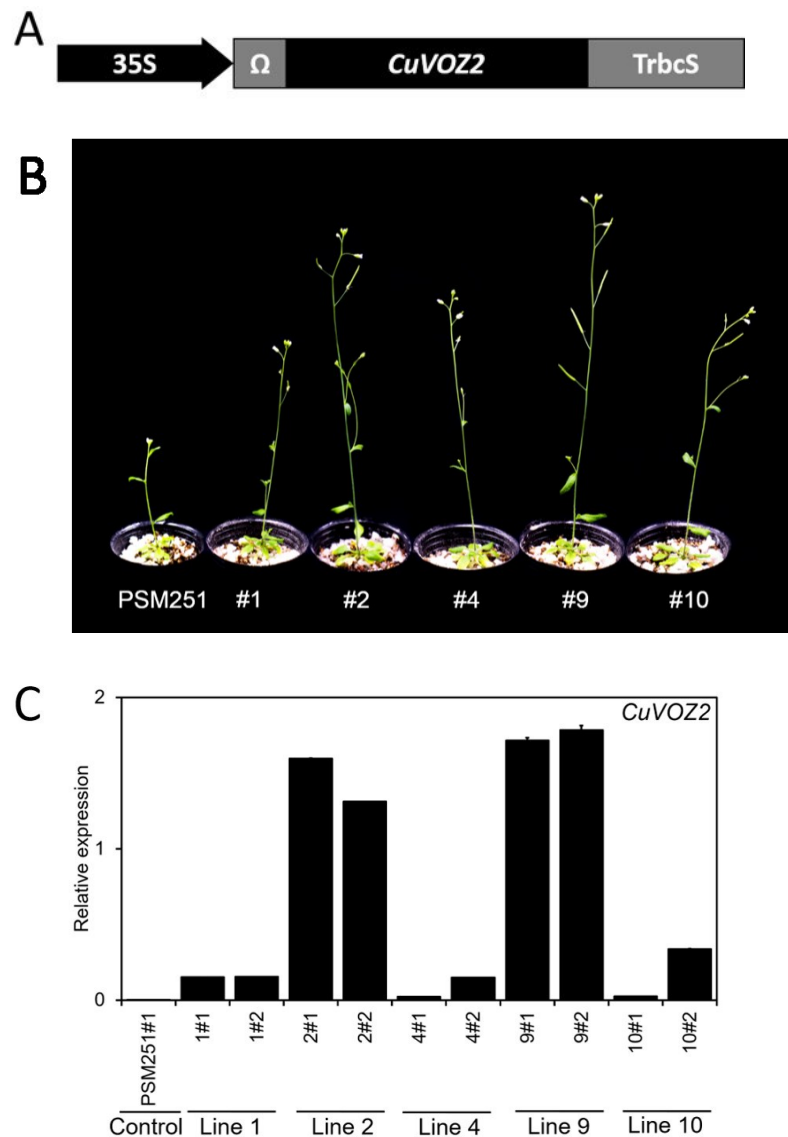 A
35S Ω CuVOZ2 TrbcS
B
PSM251 #1 #2 #4 #9 #10
C
CuVOZ2
2
1
0
Relative expression
PSM251#1 1#1 1#2 2#1 2#2 4#1 4#2 9#1 9#2 10#1 10#2
Control Line 1 Line 2 Line 4 Line 9 Line 10